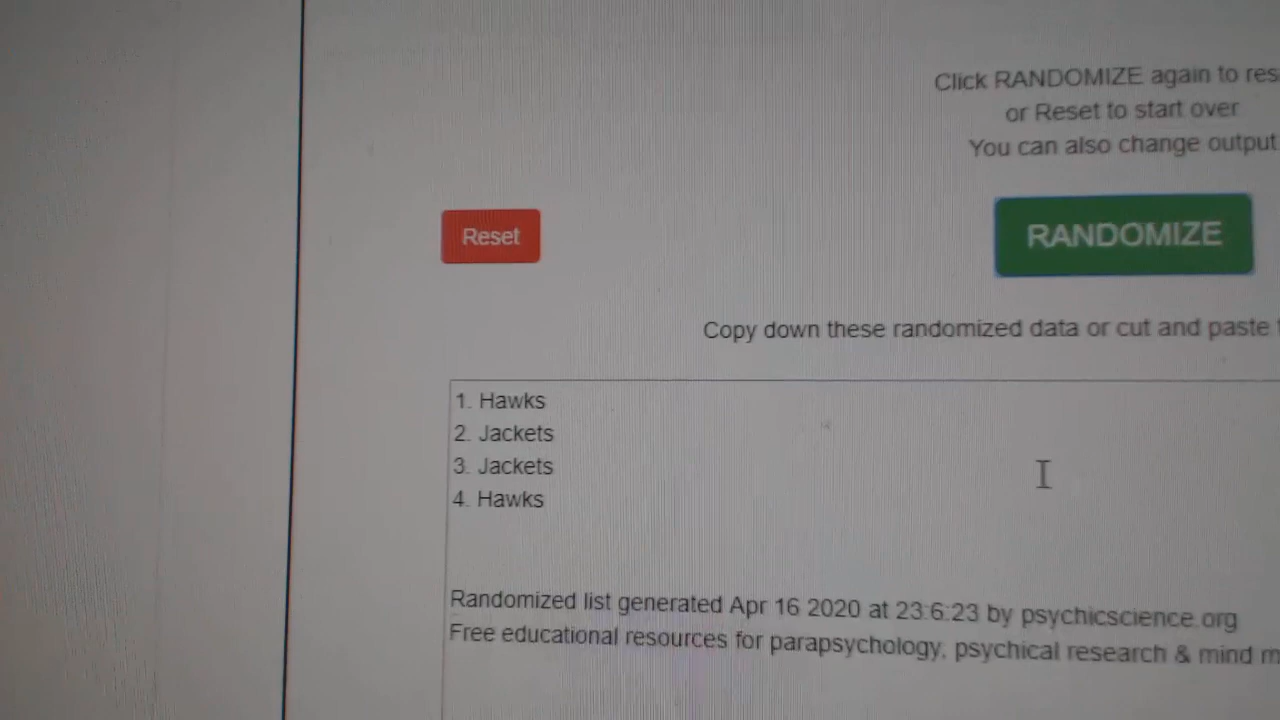 Click RANDOMIZE again to res
or Reset to start over
You can also change output
Reset
RANDOMIZE
Copy down these randomized data or cut and paste
1. Hawks
2. Jackets
3. Jackets
4. Hawks
Randomized list generated Apr 16 2020 at 23:6:23 by psychicscience.org
Free educational resources for parapsychology, psychical research & mind m